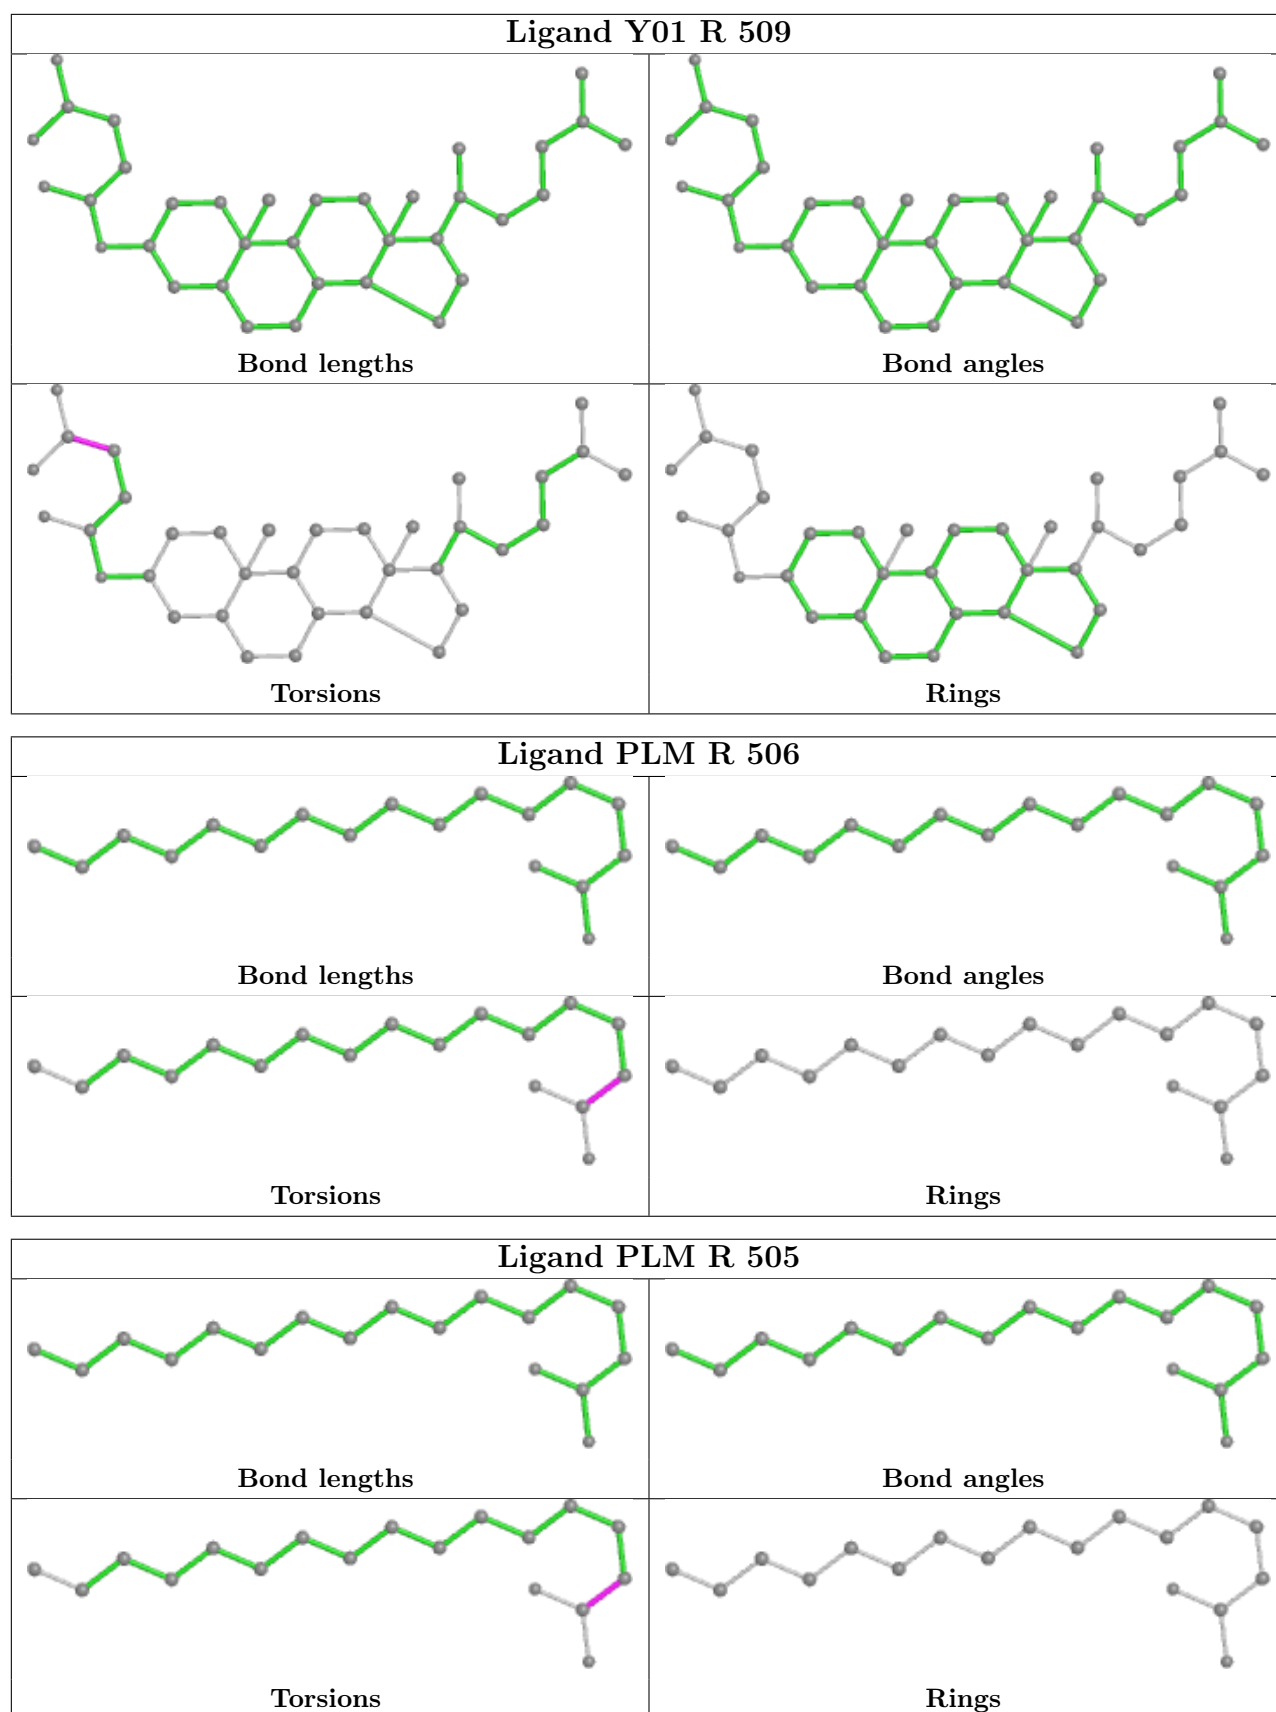 Ligand Y01 R 509
Bond lengths
Bond angles
Torsions
Rings
Ligand PLM R 506
Bond lengths
Bond angles
Torsions
Rings
Ligand PLM R 505
Bond lengths
Bond angles
Torsions
Rings